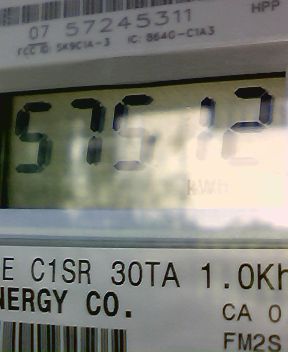 HPP
07 57245311
FCC ID: SK9C1A-3 IC: 864G-C1A3
57512
kWh
E C1SR 30TA 1.0Kh
NERGY CO.
CA 0
FM2S